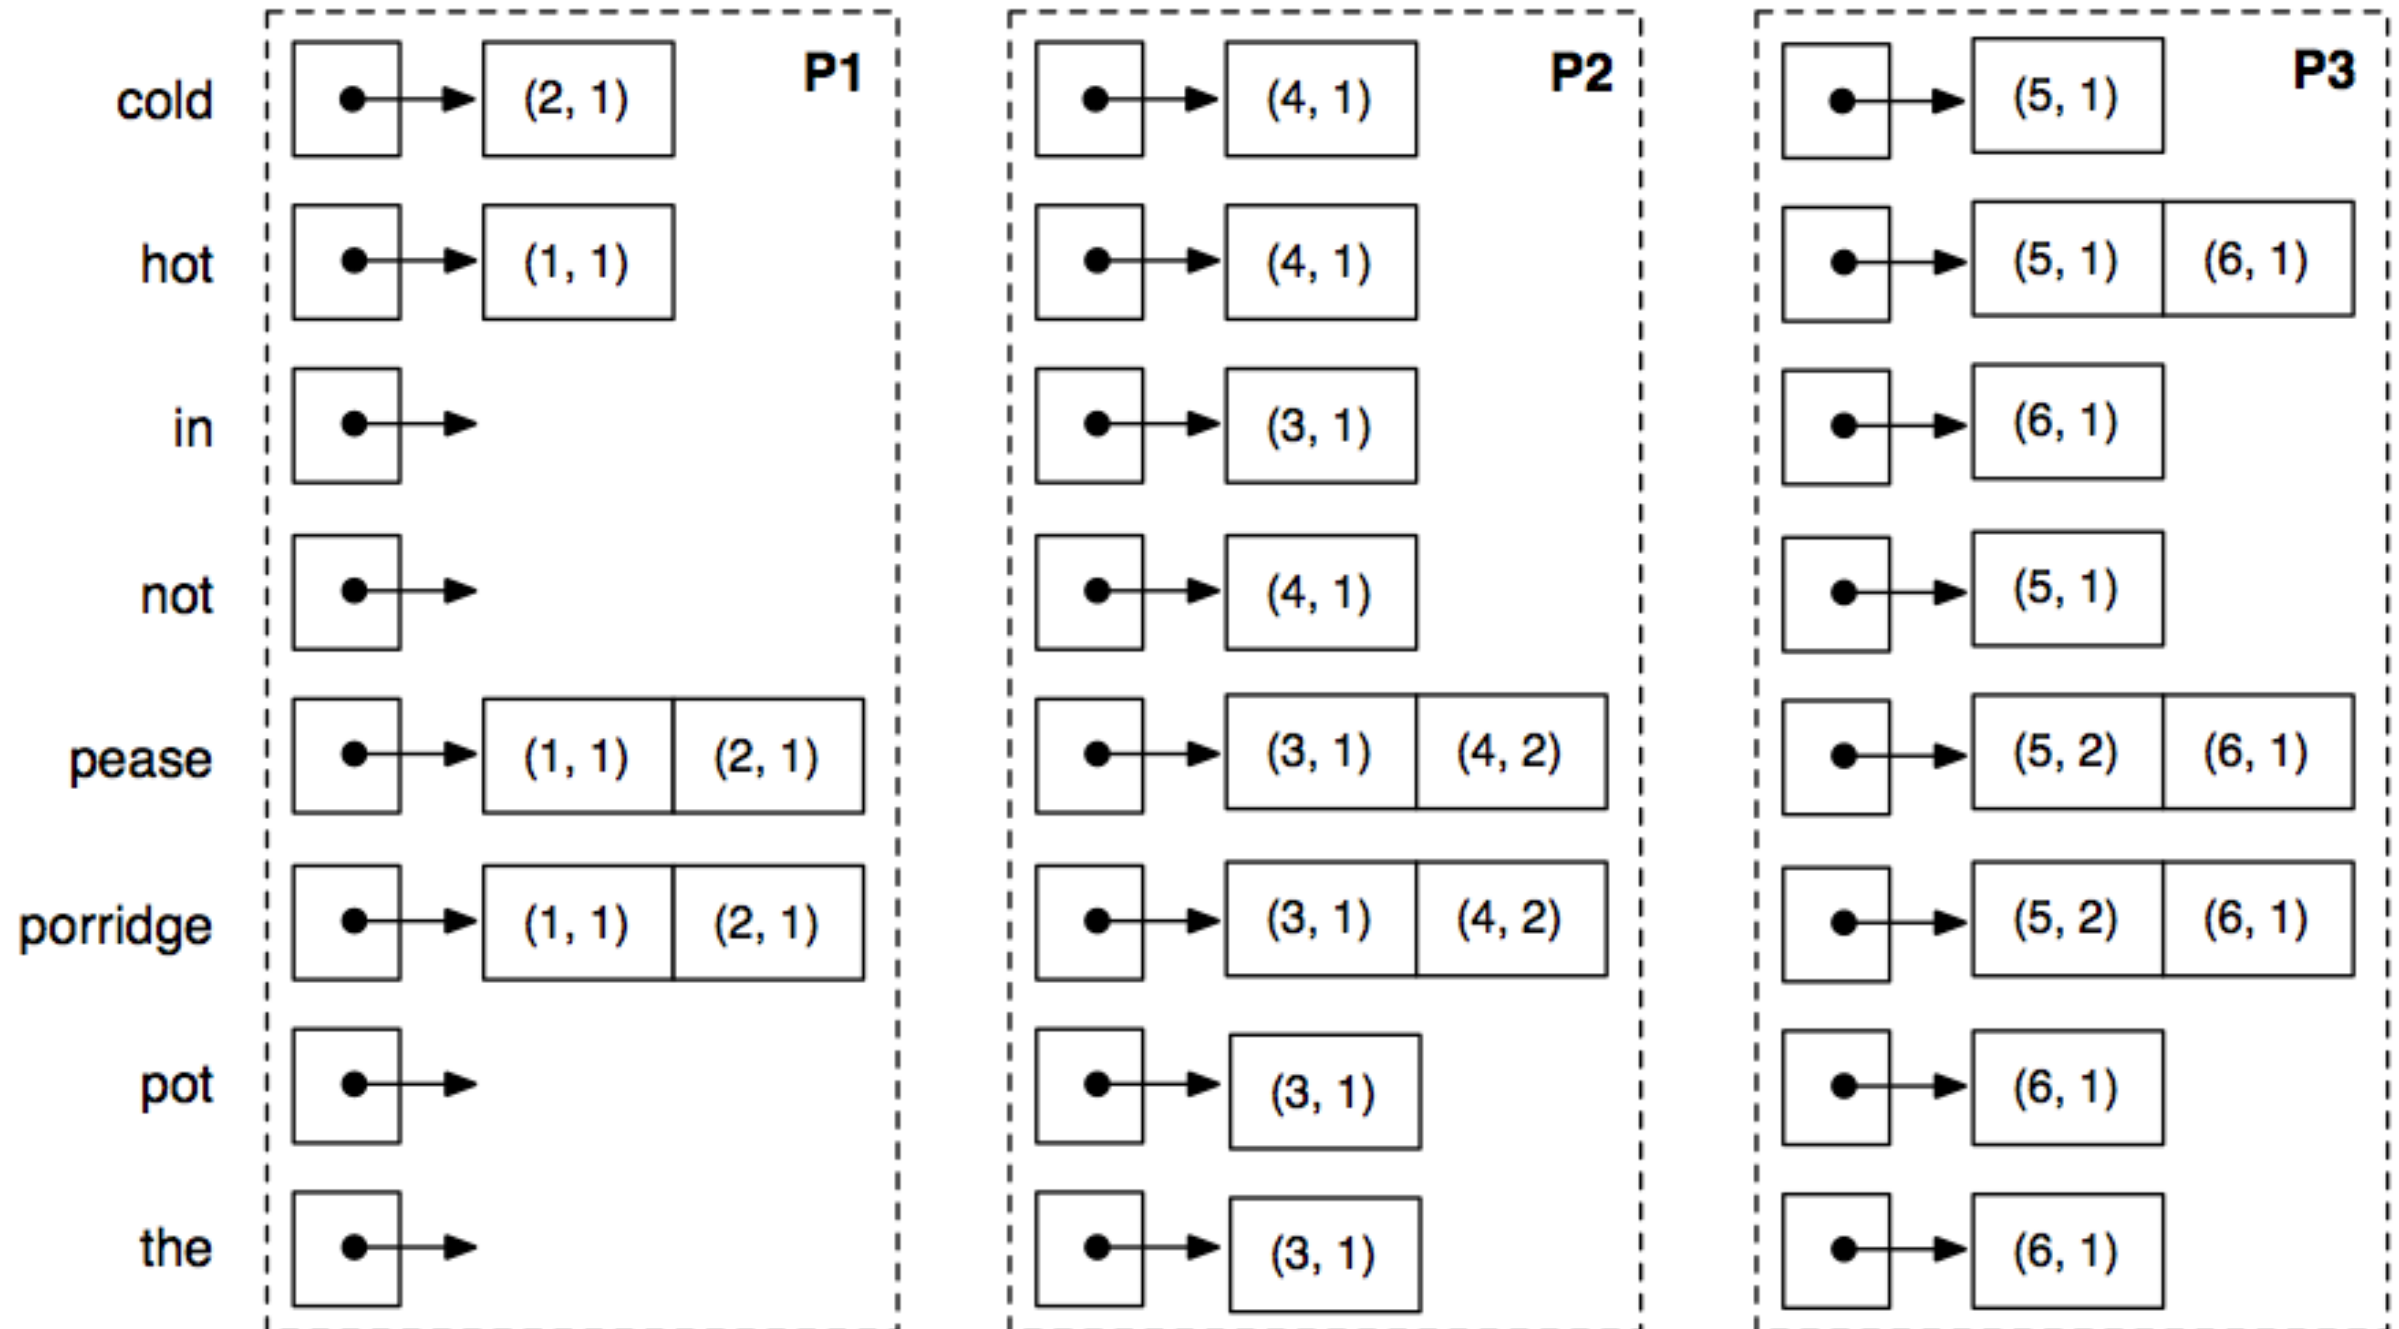 P1 P2 P3
cold (2, 1) (4, 1) (5, 1)
hot (1, 1) (4, 1) (5, 1) (6, 1)
in (3, 1) (6, 1)
not (4, 1) (5, 1)
pease (1, 1) (2, 1) (3, 1) (4, 2) (5, 2) (6, 1)
porridge (1, 1) (2, 1) (3, 1) (4, 2) (5, 2) (6, 1)
pot (3, 1) (6, 1)
the (3, 1) (6, 1)